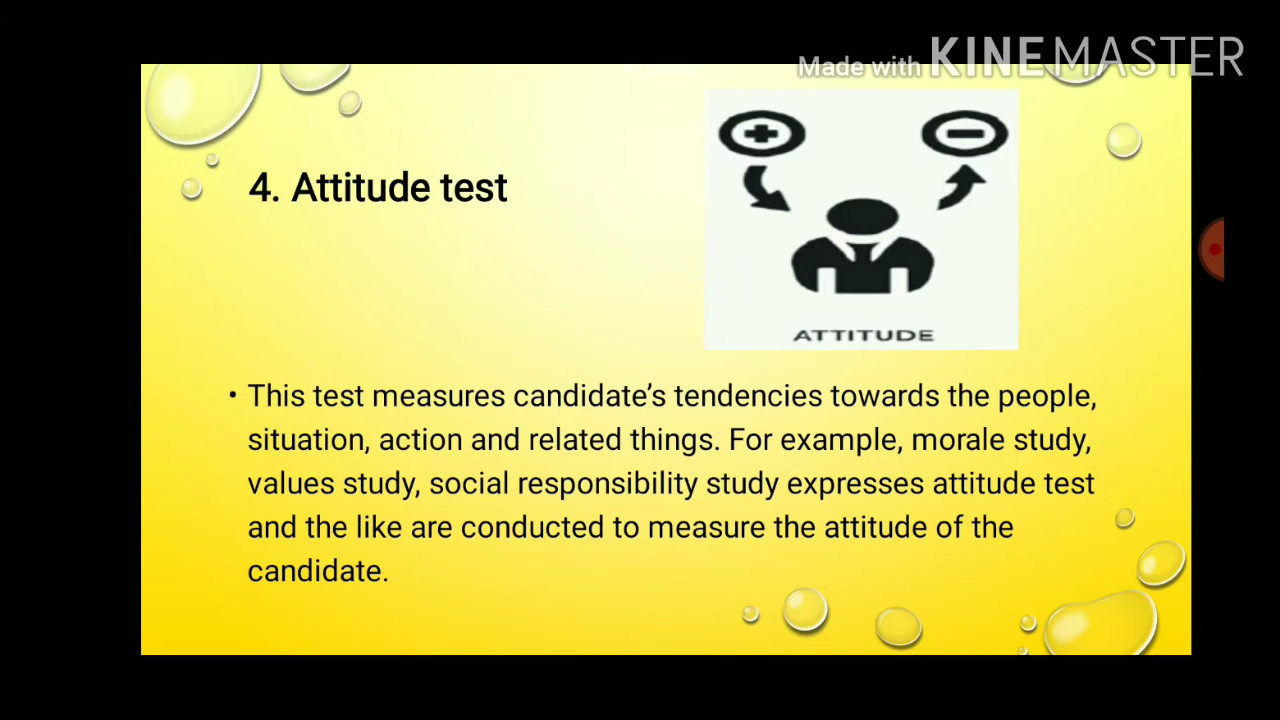 Made with KINEMASTER
4. Attitude test
ATTITUDE
• This test measures candidate’s tendencies towards the people,
situation, action and related things. For example, morale study,
values study, social responsibility study expresses attitude test
and the like are conducted to measure the attitude of the
candidate.